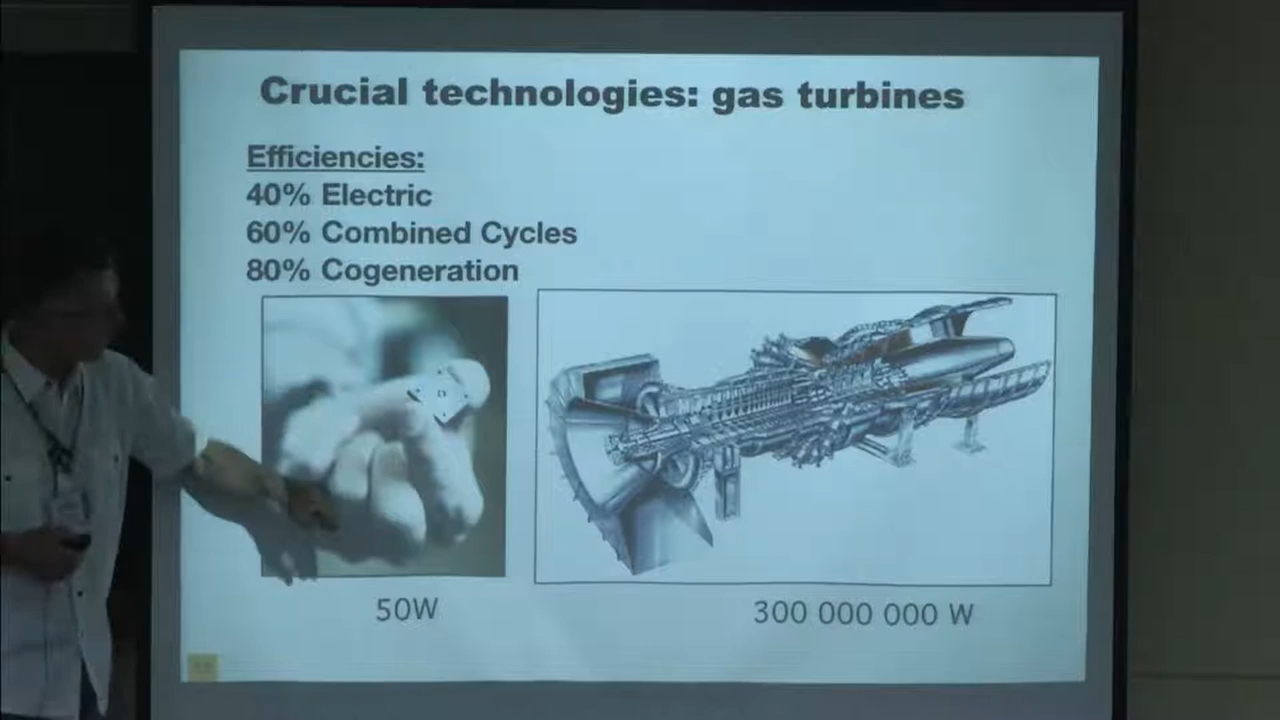 Crucial technologies: gas turbines
Efficiencies:
40% Electric
60% Combined Cycles
80% Cogeneration
50W
300 000 000 W